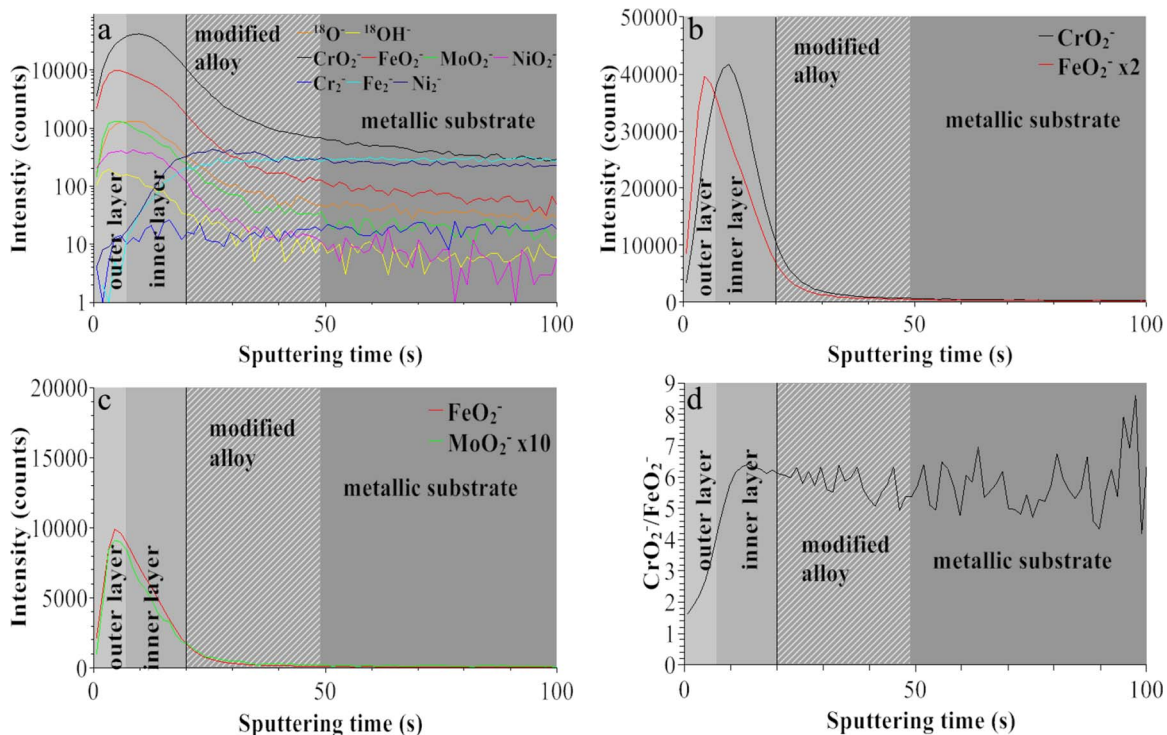 a
modified
alloy
¹⁸O⁻ ¹⁸OH⁻
CrO₂⁻ FeO₂⁻ MoO₂⁻ NiO₂⁻
Cr₂⁻ Fe₂⁻ Ni₂⁻
metallic substrate
outer layer
inner layer
Intenstiy (counts)
10000
1000
100
10
1
0 50 100
Sputtering time (s)
b
CrO₂⁻
FeO₂⁻ x2
modified
alloy
metallic substrate
outer layer
inner layer
Intensity (counts)
50000
40000
30000
20000
10000
0
0 50 100
Sputtering time (s)
c
FeO₂⁻
MoO₂⁻ x10
modified
alloy
metallic substrate
outer layer
inner layer
Intensity (counts)
20000
15000
10000
5000
0
0 50 100
Sputtering time (s)
d
outer layer
inner layer
modified
alloy
metallic substrate
CrO₂⁻/FeO₂⁻
9
8
7
6
5
4
3
2
1
0
0 50 100
Sputtering time (s)